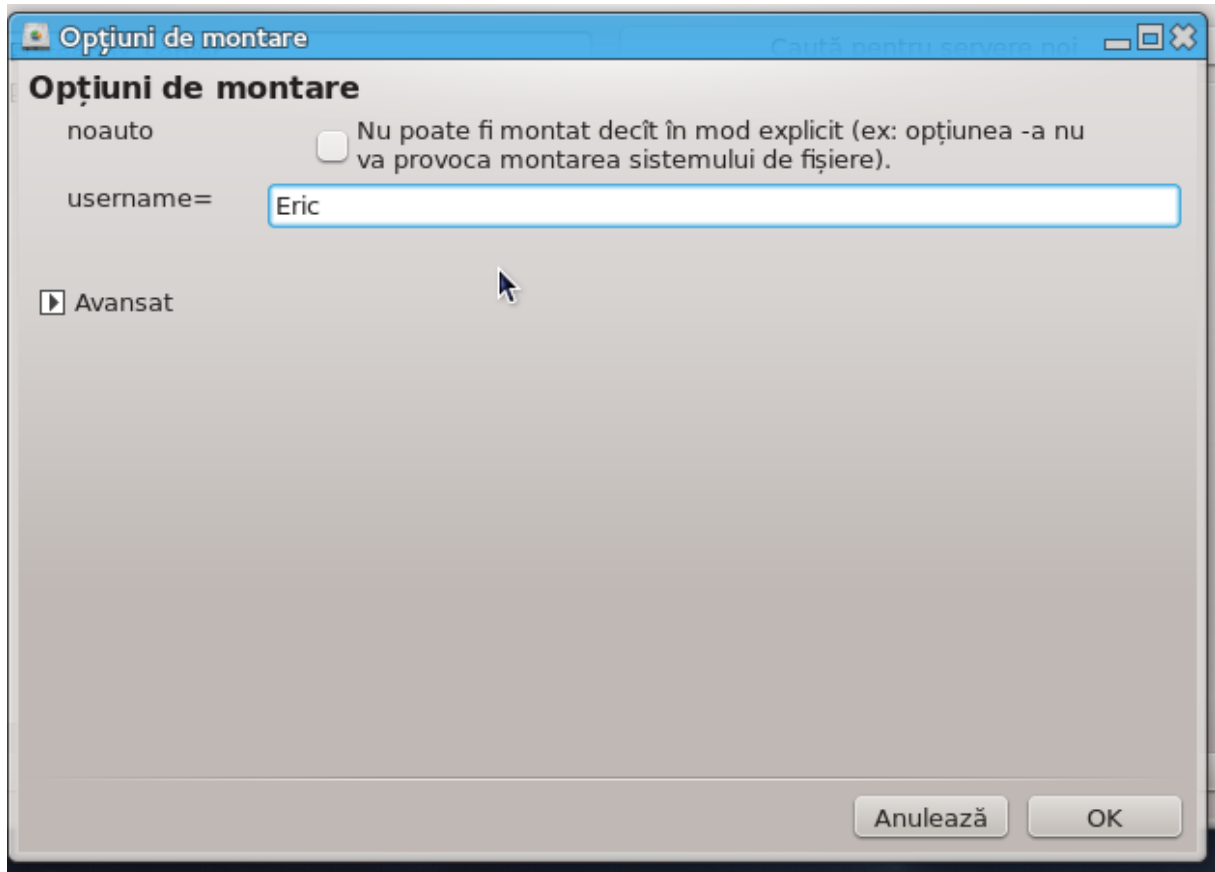 Opțiuni de montare
Caută pentru servere noi
Opțiuni de montare
noauto
Nu poate fi montat decît în mod explicit (ex: opțiunea -a nu
va provoca montarea sistemului de fișiere).
username=
Eric
Avansat
Anulează
OK